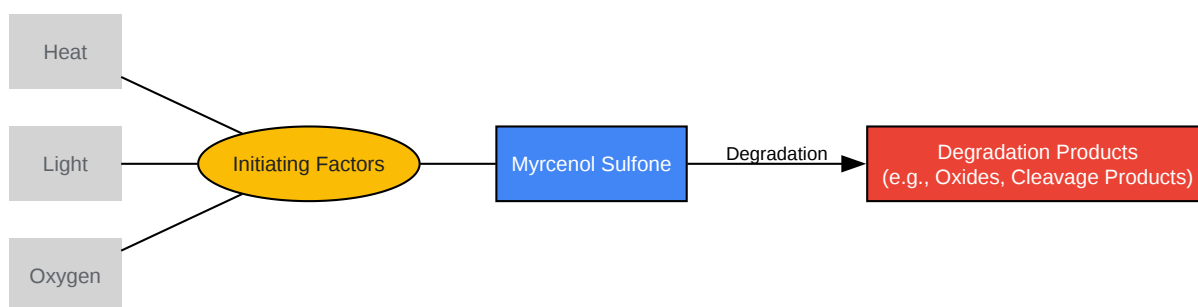 Heat
Light
Oxygen
Initiating Factors
Myrcenol Sulfone
Degradation
Degradation Products
(e.g., Oxides, Cleavage Products)